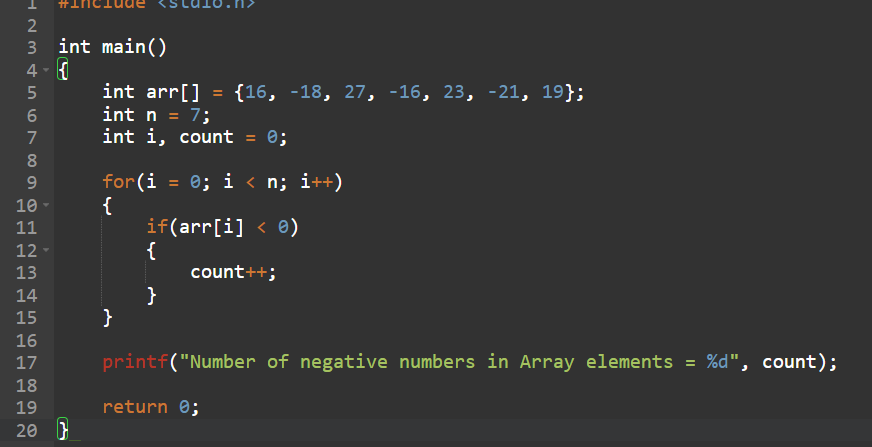 1 #include <stdio.h>
2
3 int main()
4 {
5 int arr[] = {16, -18, 27, -16, 23, -21, 19};
6 int n = 7;
7 int i, count = 0;
8
9 for(i = 0; i < n; i++)
10 {
11 if(arr[i] < 0)
12 {
13 count++;
14 }
15 }
16
17 printf("Number of negative numbers in Array elements = %d", count);
18
19 return 0;
20 }